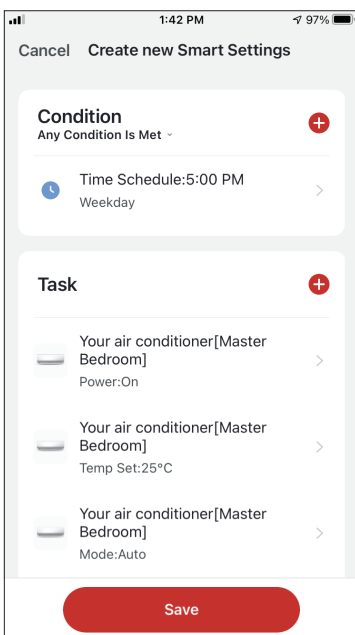 1:42 PM
97%
Cancel Create new Smart Settings
Condition
Any Condition Is Met
Time Schedule:5:00 PM
Weekday
Task
Your air conditioner[Master
Bedroom]
Power:On
Your air conditioner[Master
Bedroom]
Temp Set:25°C
Your air conditioner[Master
Bedroom]
Mode:Auto
Save